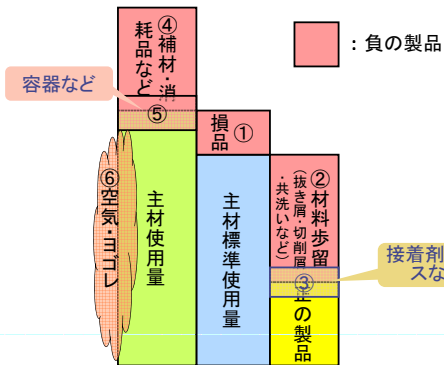 ：負の製品
④補材・消
耗品など
容器など
⑤
損品①
⑥空気・ヨゴレ
主材使用量
主材標準使用量
②材料歩留
（抜き屑・切削屑
・共洗いなど）
③
の製品
接着剤
スな